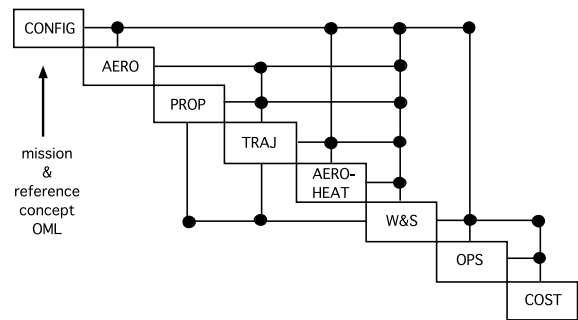 CONFIG
AERO
PROP
TRAJ
AERO-
HEAT
W&S
OPS
COST
mission
&
reference
concept
OML